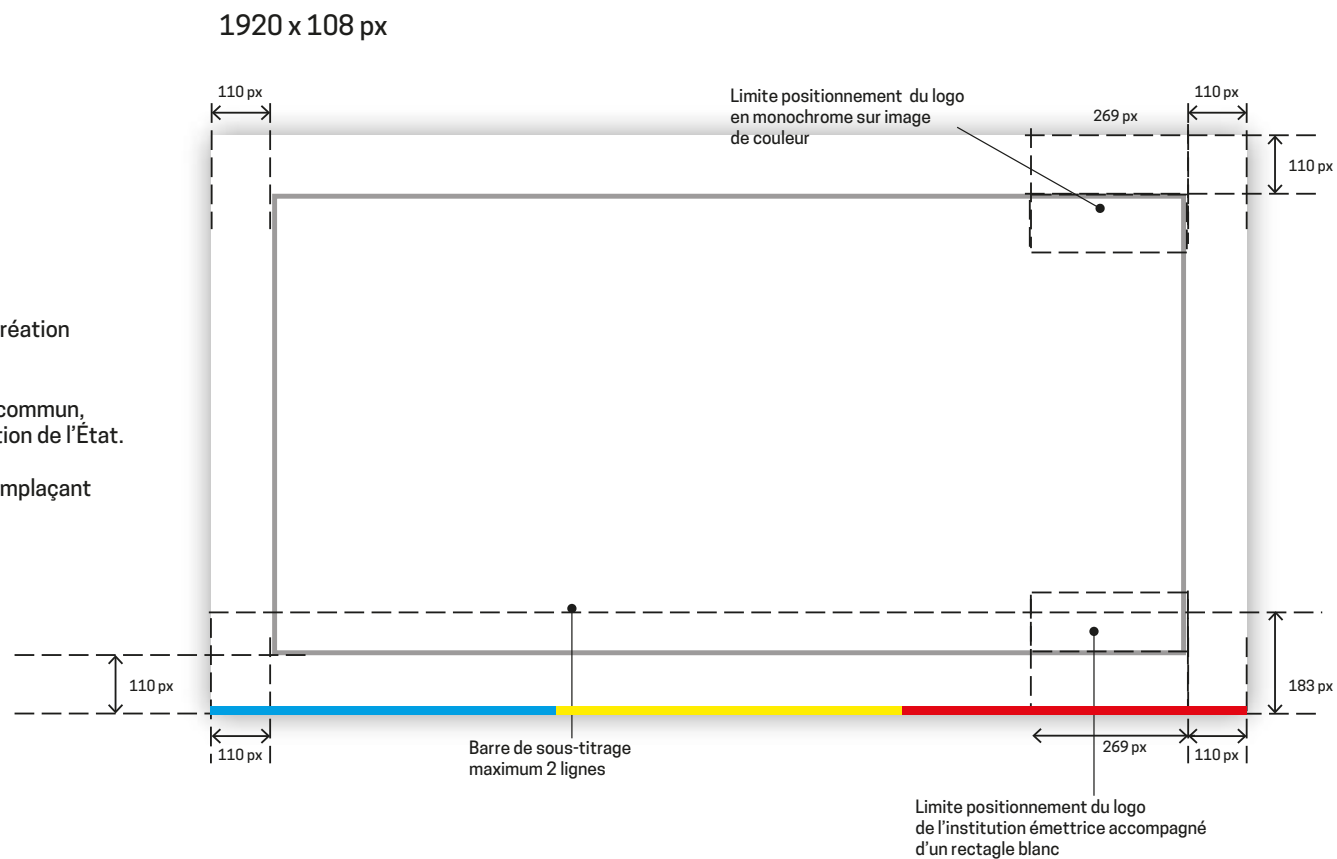 1920 x 108 px
110 px
Limite positionnement du logo
en monochrome sur image
de couleur
269 px
110 px
110 px
réation
commun,
tion de l'État.
mplaçant
110 px
183 px
110 px
Barre de sous-titrage
maximum 2 lignes
269 px
110 px
Limite positionnement du logo
de l'institution émettrice accompagné
d'un rectagle blanc